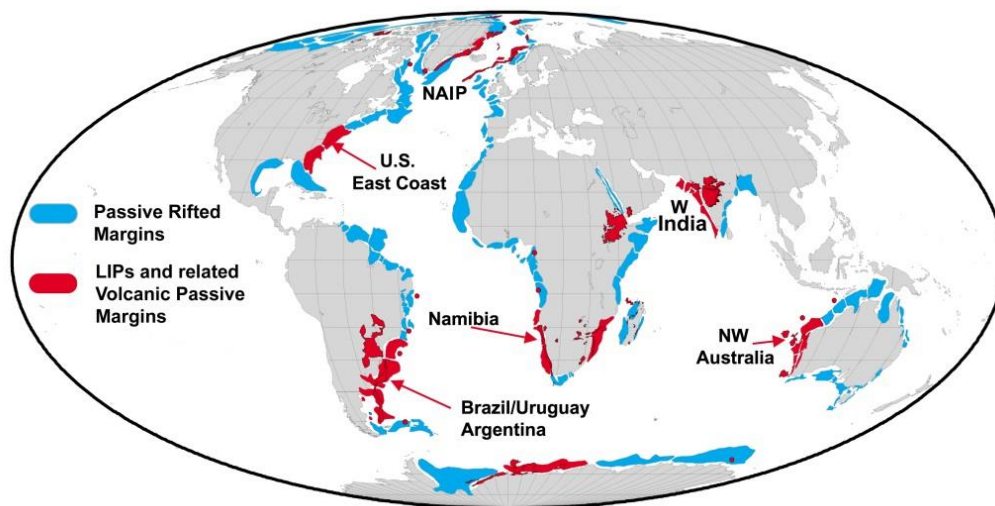 NAIP
U.S.
East Coast
W
India
Passive Rifted
Margins
LIPs and related
Volcanic Passive
Margins
Namibia
NW
Australia
Brazil/Uruguay
Argentina